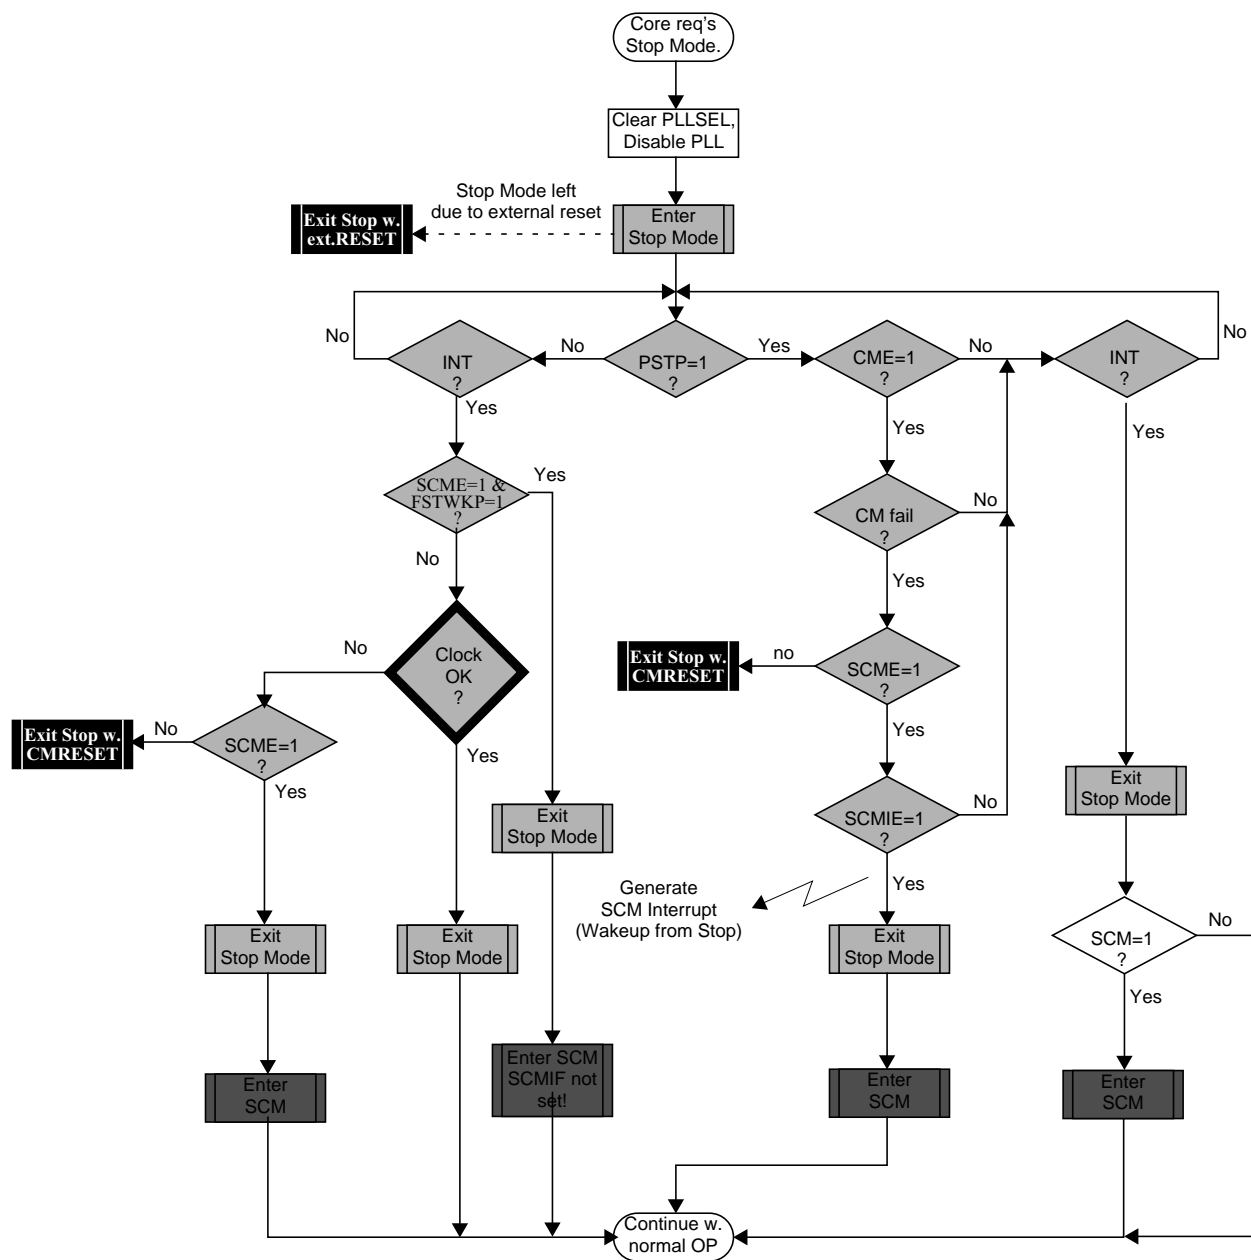 Core req's
Stop Mode.
Clear PLLSEL,
Disable PLL
Stop Mode left
due to external reset
Exit Stop w.
ext.RESET
Enter
Stop Mode
No
INT
?
No
PSTP=1
?
Yes
CME=1
?
No
INT
?
No
Yes
Yes
Yes
SCME=1 &
FSTWKP=1
?
Yes
CM fail
?
No
No
Yes
No
Clock
OK
?
Exit Stop w.
CMRESET
no
SCME=1
?
Exit Stop w.
CMRESET
No
SCME=1
?
Yes
Yes
Yes
Exit
Stop Mode
SCMIE=1
?
No
Exit
Stop Mode
Generate
SCM Interrupt
(Wakeup from Stop)
Yes
Exit
Stop Mode
Exit
Stop Mode
Exit
Stop Mode
SCM=1
?
No
Yes
Enter SCM
SCMIF not
set!
Enter
SCM
Enter
SCM
Enter
SCM
Continue w.
normal OP